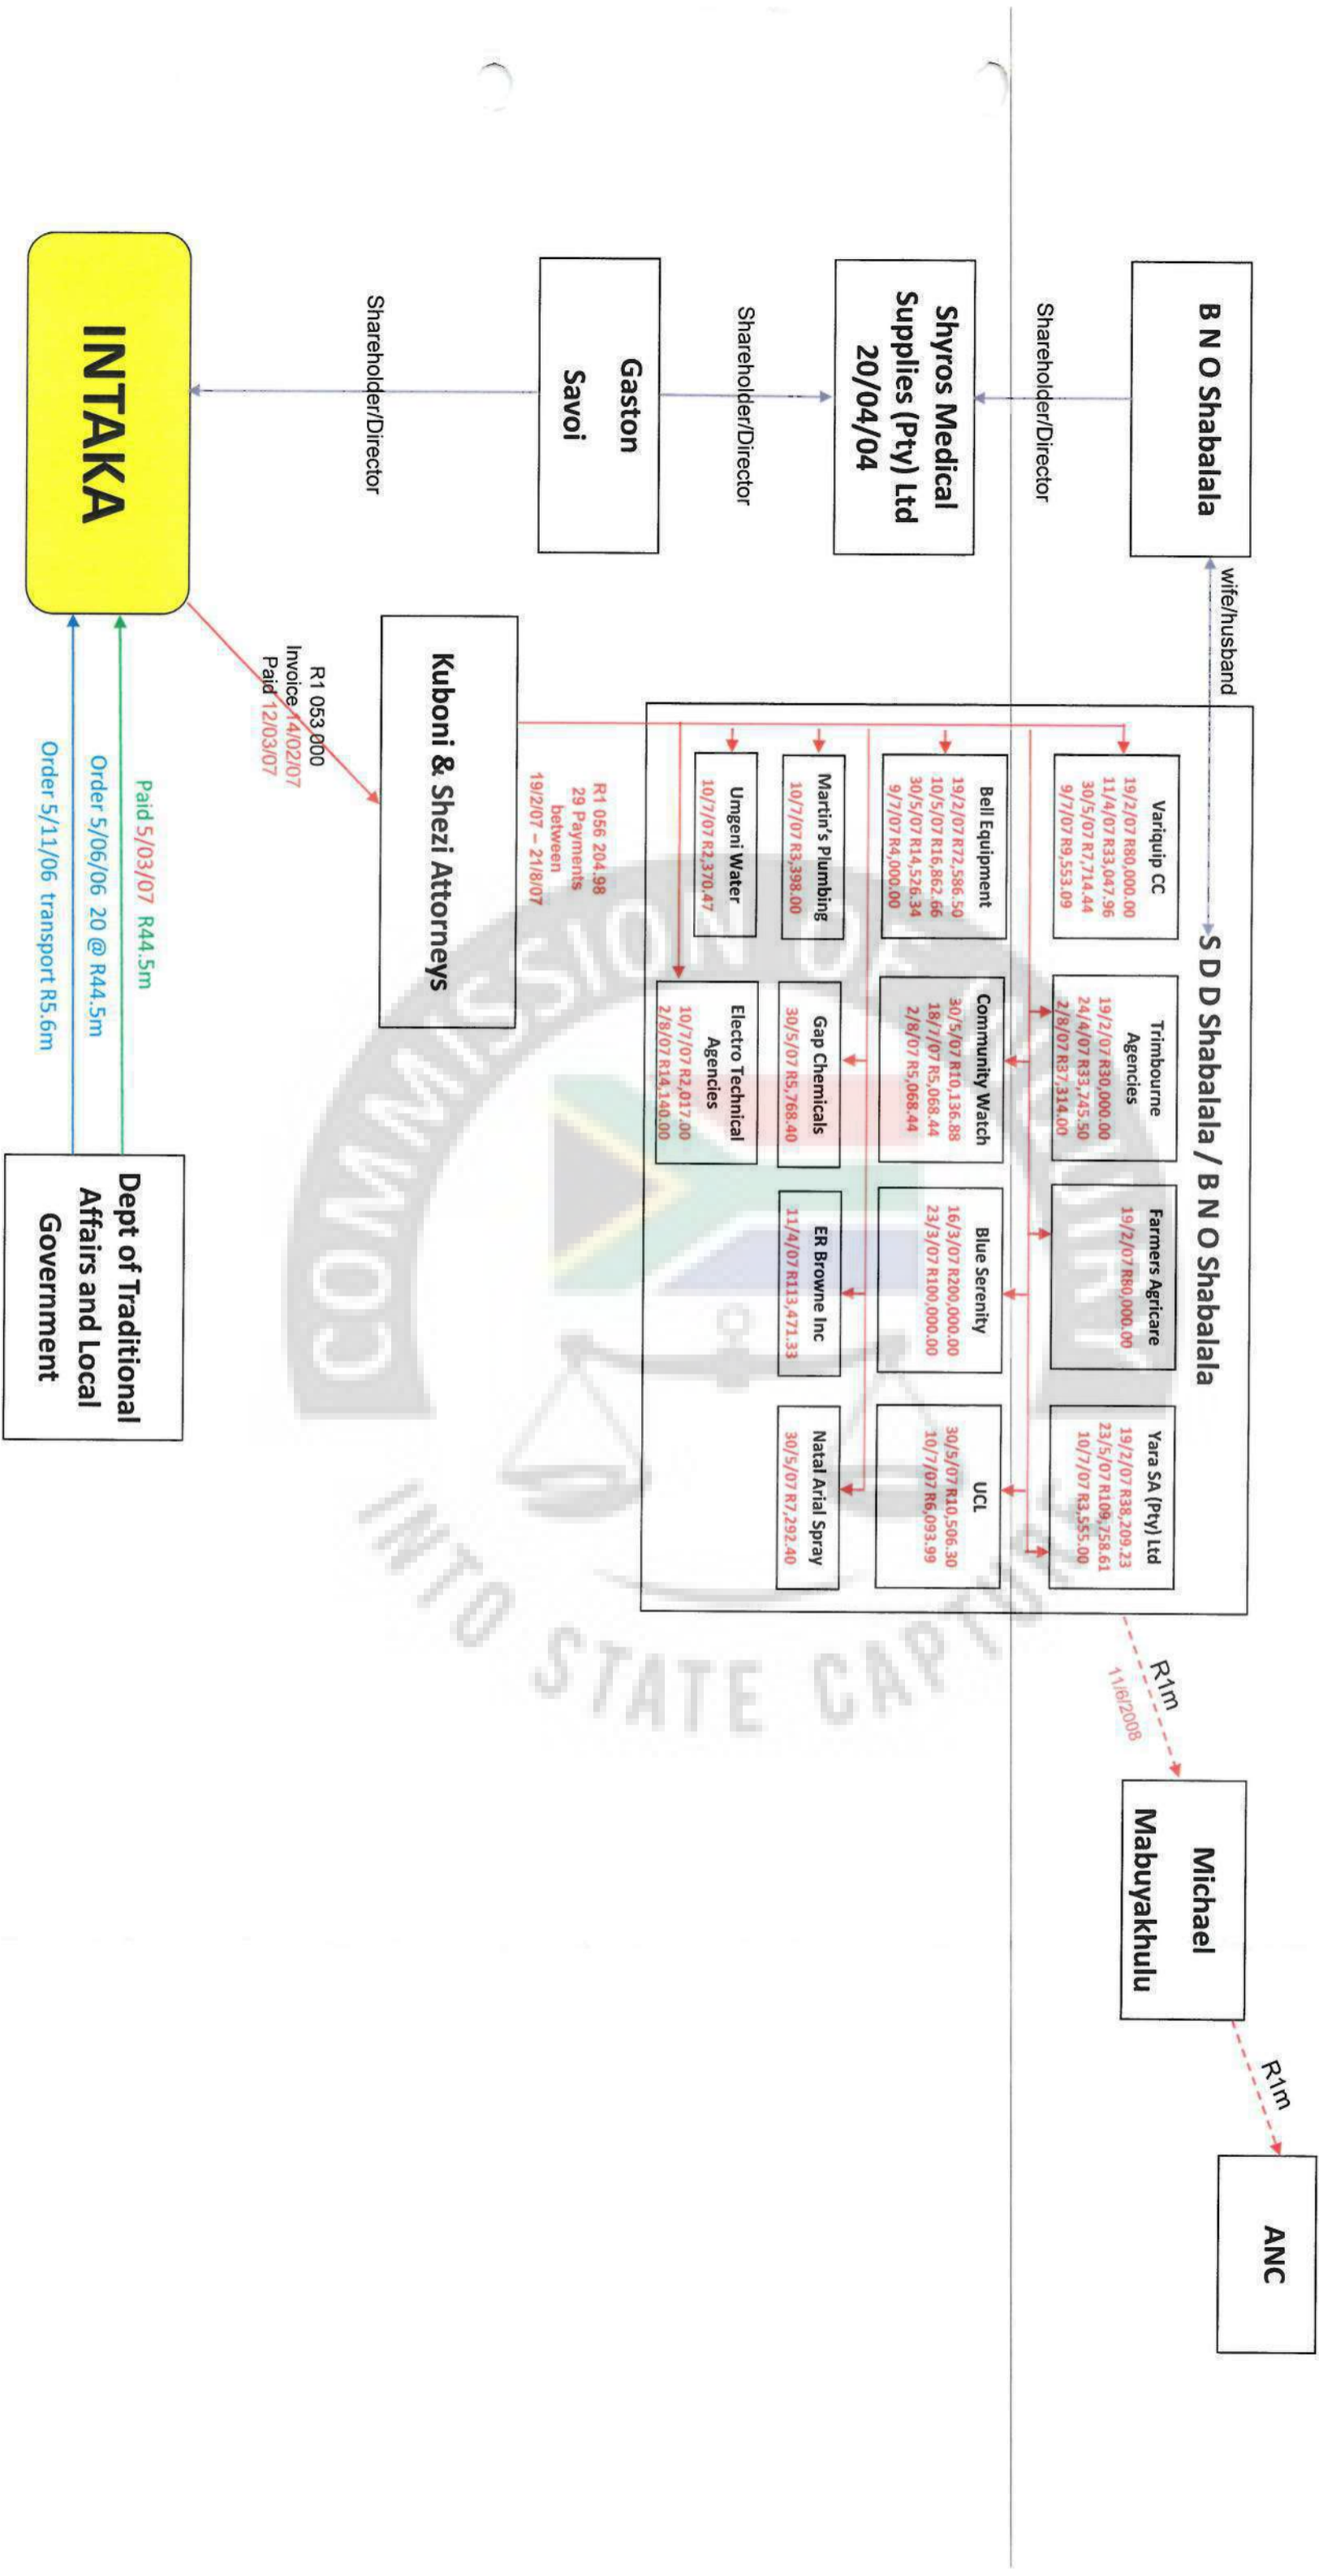 B N O Shabalala
wife/husband
S D D Shabalala / B N O Shabalala
Shareholder/Director
Shyros Medical
Supplies (Pty) Ltd
20/04/04
Shareholder/Director
Gaston
Savoi
Shareholder/Director
INTAKA
Variquip CC
19/2/07 R80,000.00
11/4/07 R33,047.96
30/5/07 R7,714.44
9/7/07 R9,553.09
Trimbourne
Agencies
19/2/07 R30,000.00
24/4/07 R33,745.50
2/8/07 R37,314.00
Farmers Agricare
19/2/07 R80,000.00
Yara SA (Pty) Ltd
19/2/07 R38,209.23
23/5/07 R109,758.61
10/7/07 R3,555.00
Bell Equipment
19/2/07 R72,586.50
10/5/07 R16,862.66
30/5/07 R14,526.34
9/7/07 R4,000.00
Community Watch
30/5/07 R10,136.88
18/7/07 R5,068.44
2/8/07 R5,068.44
Blue Serenity
16/3/07 R200,000.00
23/3/07 R100,000.00
UCL
30/5/07 R10,506.30
10/7/07 R6,093.99
Martin's Plumbing
10/7/07 R3,398.00
Gap Chemicals
30/5/07 R5,768.40
ER Browne Inc
11/4/07 R113,471.33
Natal Arial Spray
30/5/07 R7,292.40
Umgeni Water
10/7/07 R2,370.47
Electro Technical
Agencies
10/7/07 R2,017.00
2/8/07 R14,140.00
R1 056 204.98
29 Payments
between
19/2/07 – 21/8/07
Kuboni & Shezi Attorneys
R1 053 000
Invoice 14/02/07
Paid 12/03/07
Paid 5/03/07 R44.5m
Order 5/06/06 20 @ R44.5m
Order 5/11/06 transport R5.6m
Dept of Traditional
Affairs and Local
Government
R1m
11/6/2008
Michael
Mabuyakhulu
R1m
ANC
COMMISSION OF INQUIRY
INTO STATE CAPTURE